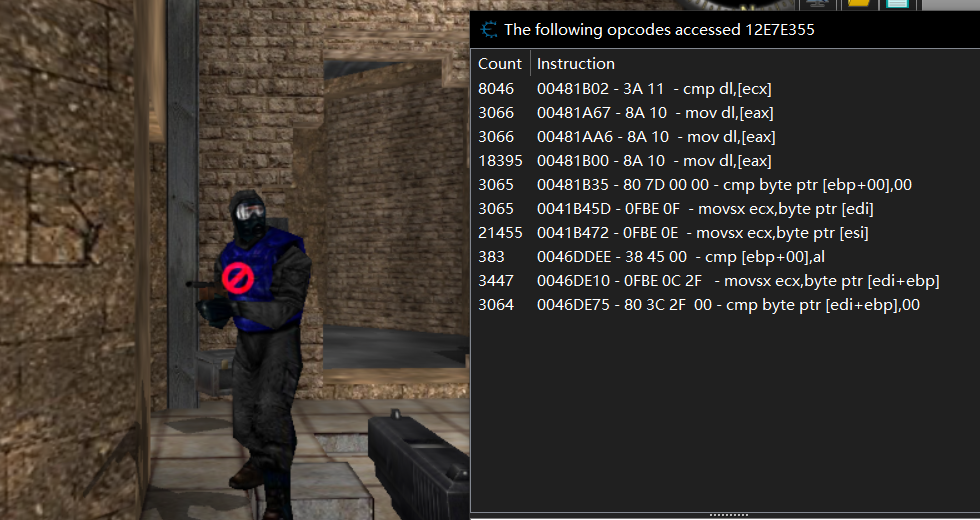 The following opcodes accessed 12E7E355
Count Instruction
8046 00481B02 - 3A 11 - cmp dl,[ecx]
3066 00481A67 - 8A 10 - mov dl,[eax]
3066 00481AA6 - 8A 10 - mov dl,[eax]
18395 00481B00 - 8A 10 - mov dl,[eax]
3065 00481B35 - 80 7D 00 00 - cmp byte ptr [ebp+00],00
3065 0041B45D - 0FBE 0F - movsx ecx,byte ptr [edi]
21455 0041B472 - 0FBE 0E - movsx ecx,byte ptr [esi]
383 0046DDEE - 38 45 00 - cmp [ebp+00],al
3447 0046DE10 - 0FBE 0C 2F - movsx ecx,byte ptr [edi+ebp]
3064 0046DE75 - 80 3C 2F 00 - cmp byte ptr [edi+ebp],00